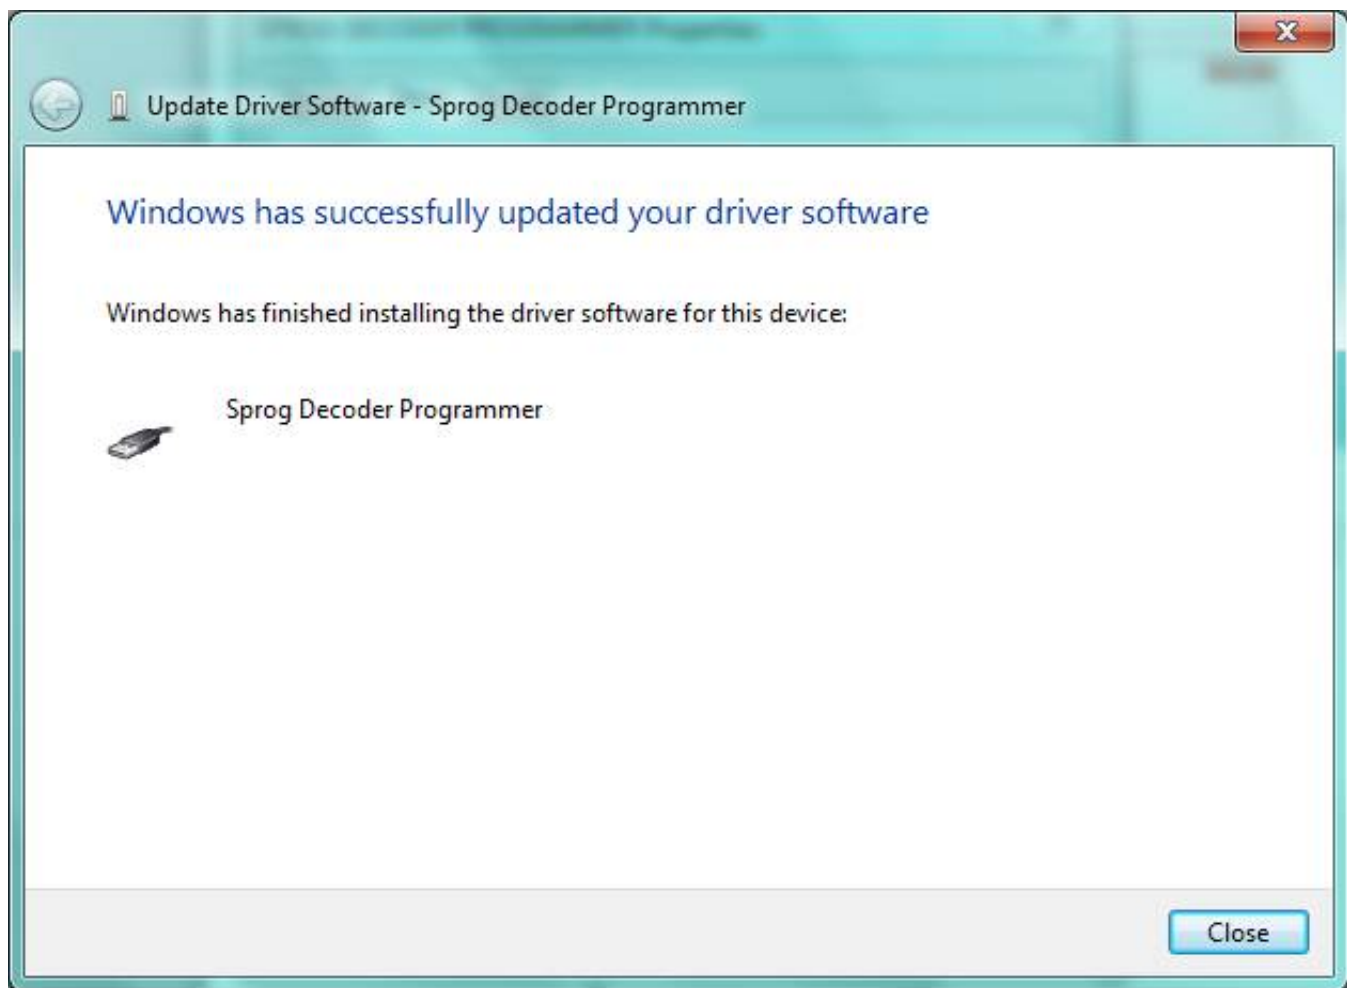 Update Driver Software - Sprog Decoder Programmer
Windows has successfully updated your driver software
Windows has finished installing the driver software for this device:
Sprog Decoder Programmer
Close